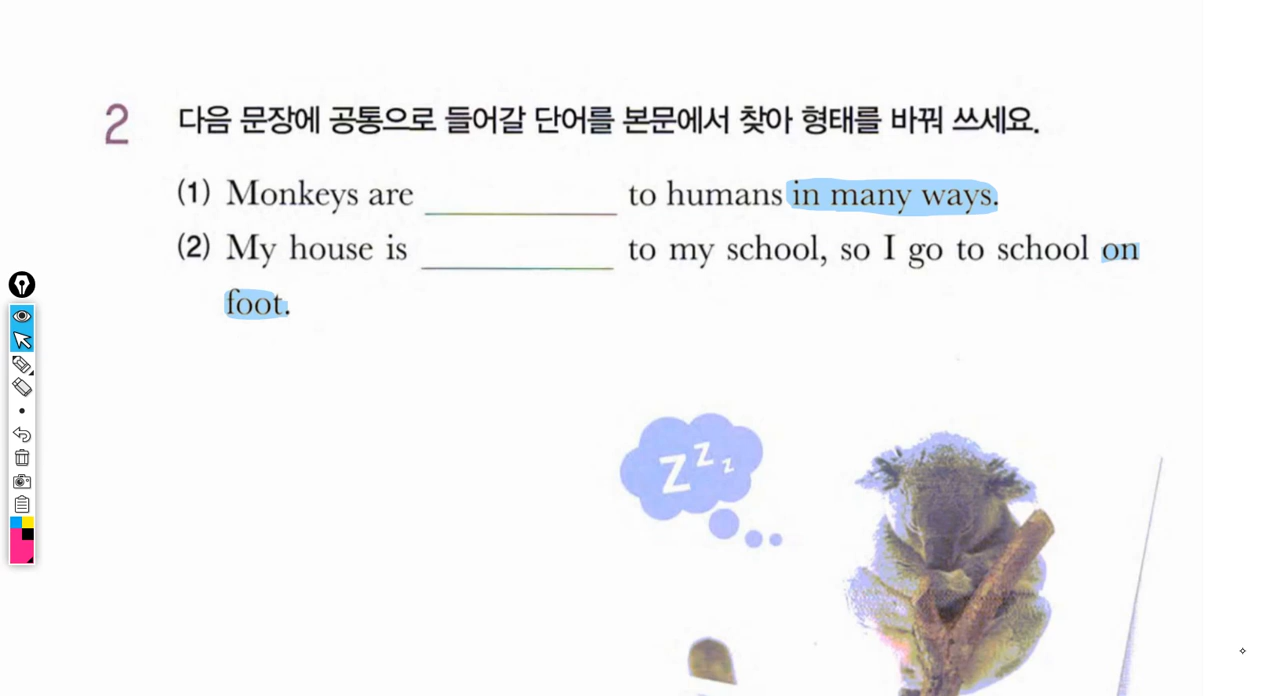 2 다음 문장에 공통으로 들어갈 단어를 본문에서 찾아 형태를 바꿔 쓰세요.
(1) Monkeys are ____________ to humans in many ways.
(2) My house is ____________ to my school, so I go to school on
foot.
z z z